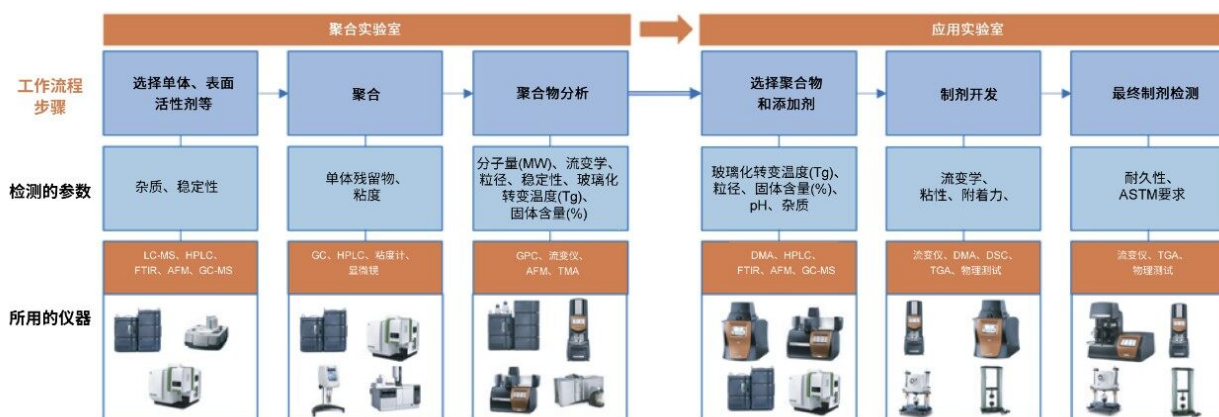 聚合实验室
应用实验室
工作流程
步骤
选择单体、表面
活性剂等
聚合
聚合物分析
选择聚合物
和添加剂
制剂开发
最终制剂检测
检测的参数
杂质、稳定性
单体残留物、
粘度
分子量(MW)、流变学、
粒径、稳定性、玻璃化
转变温度(Tg)、
固体含量(%)
玻璃化转变温度(Tg)、
粒径、固体含量(%)、
pH、杂质
流变学、
粘性、附着力、
耐久性、
ASTM要求
所用的仪器
LC-MS、HPLC、
FTIR、AFM、GC-MS
GC、HPLC、粘度计、
显微镜
GPC、流变仪、
AFM、TMA
DMA、HPLC、
FTIR、AFM、GC-MS
流变仪、DMA、DSC、
TGA、物理测试
流变仪、TGA、
物理测试